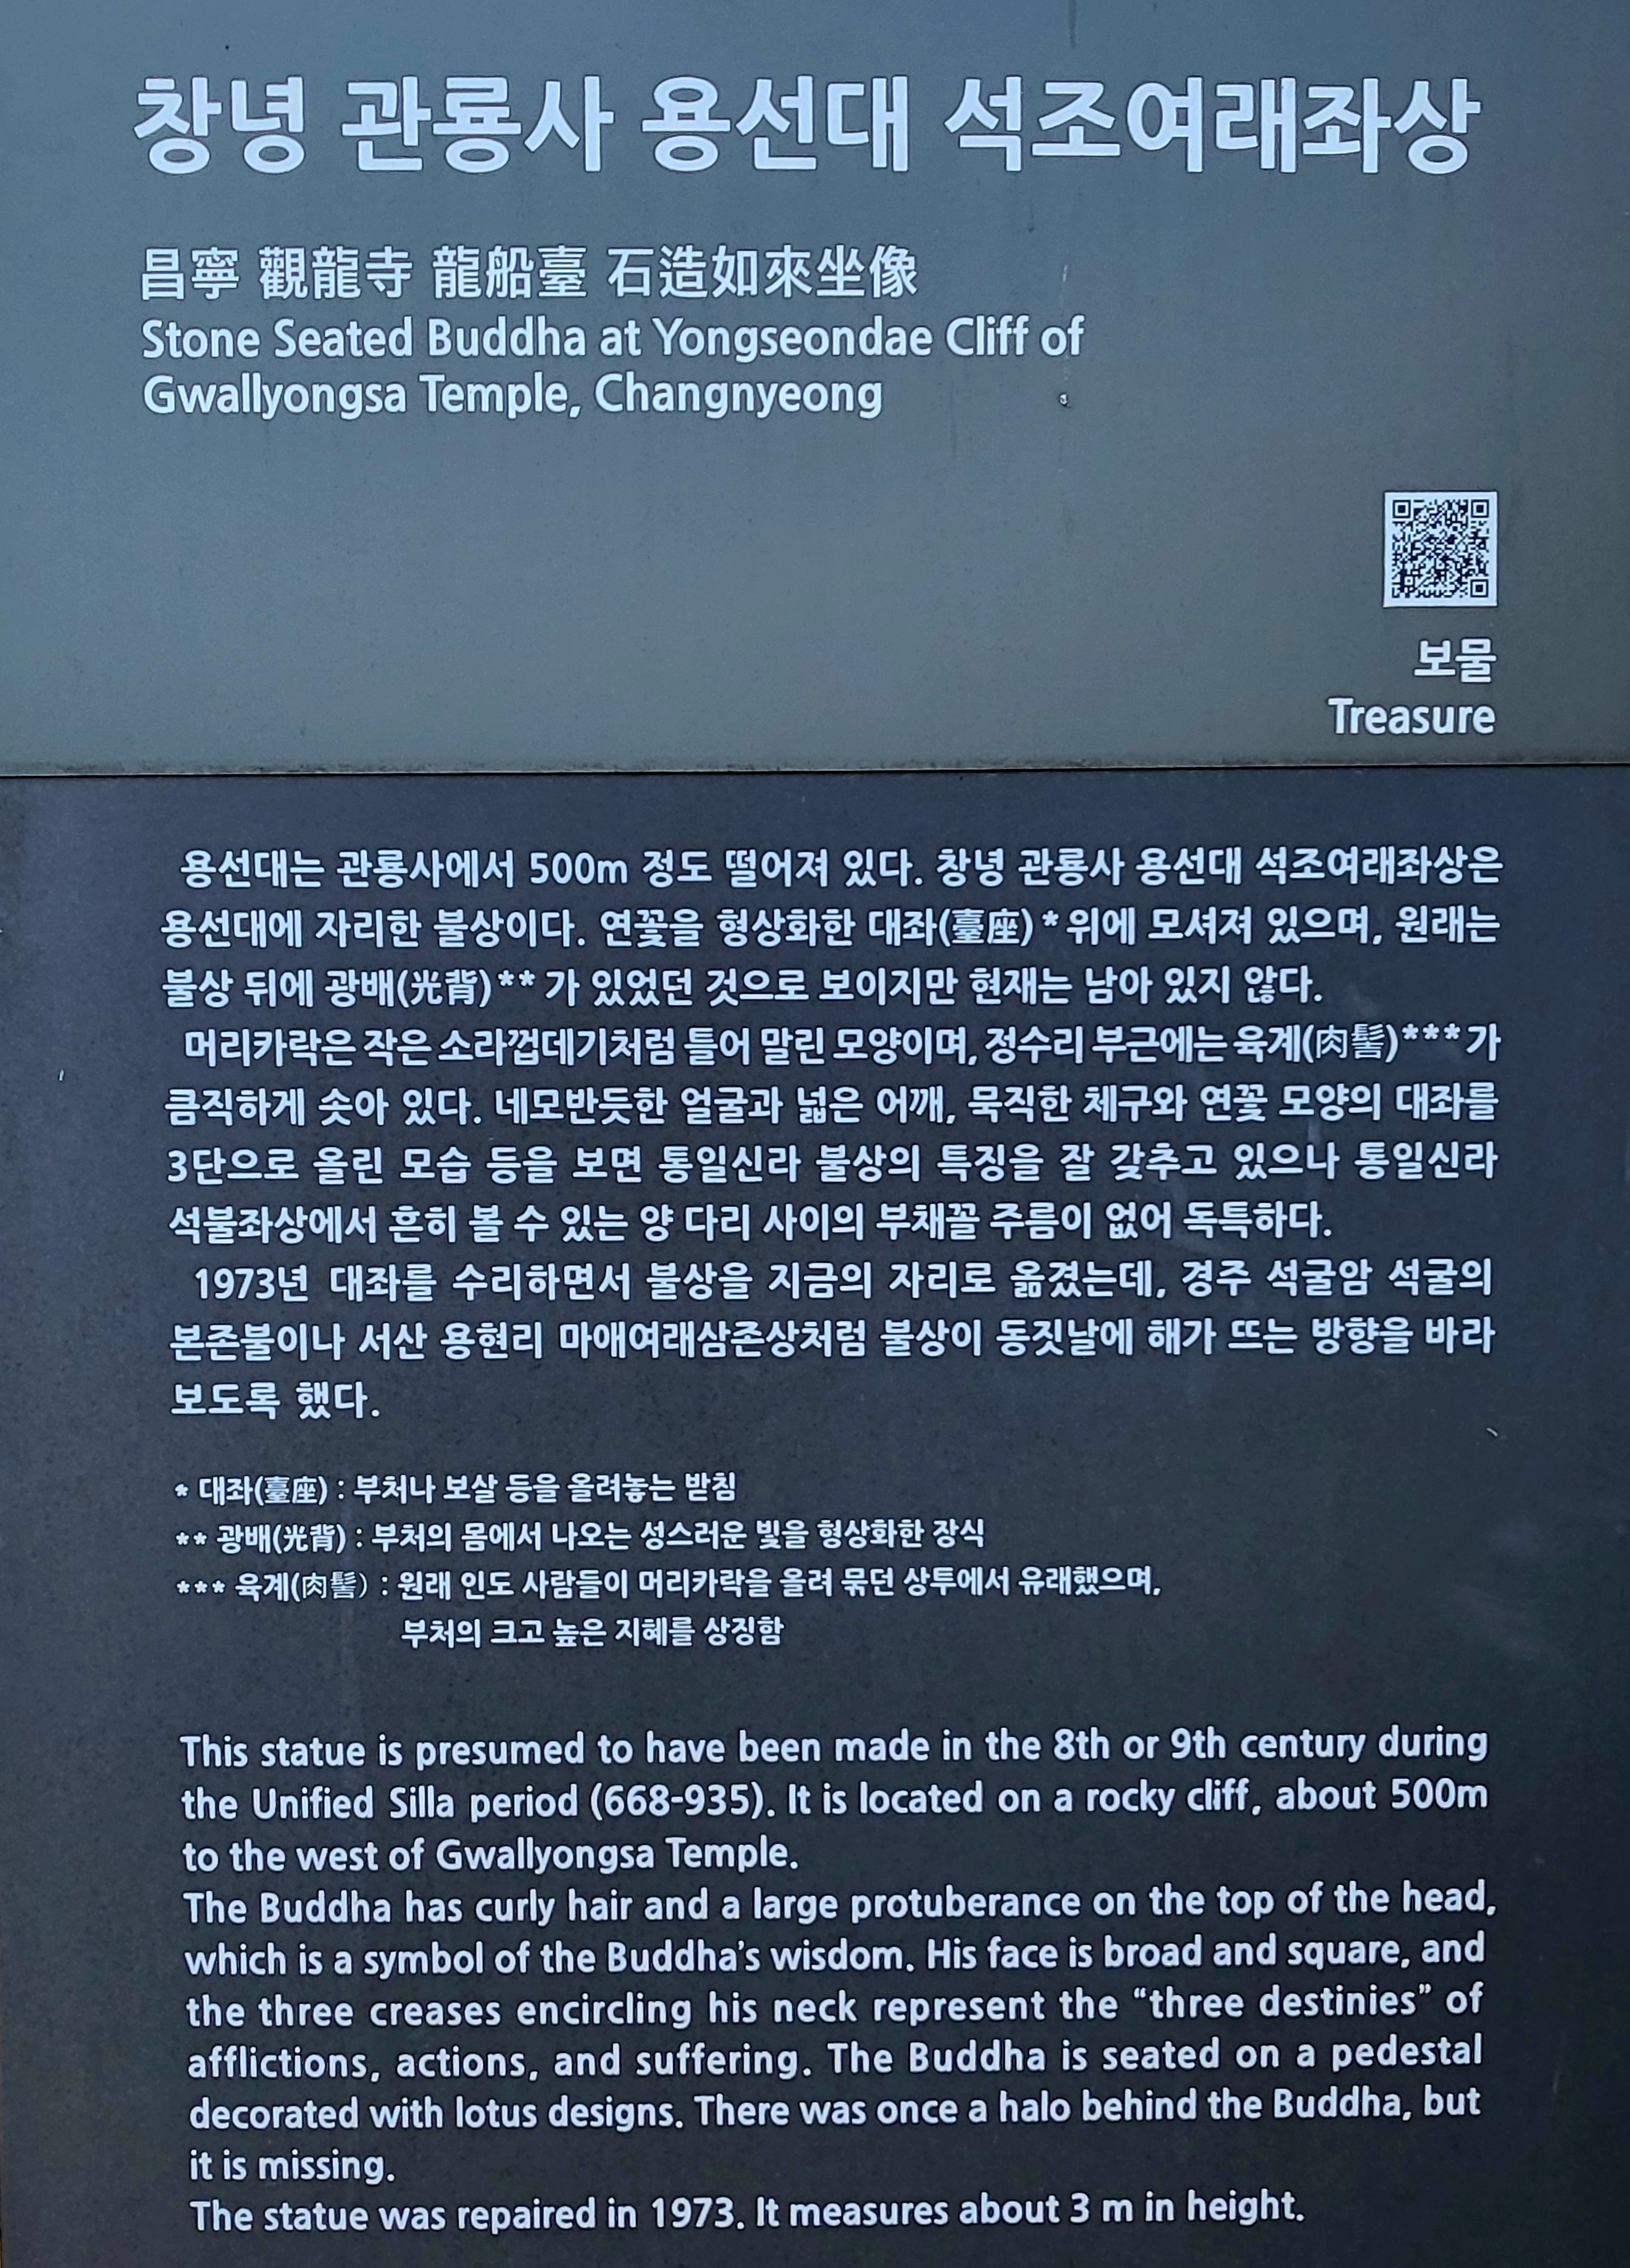 창녕 관룡사 용선대 석조여래좌상
昌寧 觀龍寺 龍船臺 石造如來坐像
Stone Seated Buddha at Yongseondae Cliff of
Gwallyongsa Temple, Changnyeong
보물
Treasure
용선대는 관룡사에서 500m 정도 떨어져 있다. 창녕 관룡사 용선대 석조여래좌상은
용선대에 자리한 불상이다. 연꽃을 형상화한 대좌(臺座)*위에 모셔져 있으며, 원래는
불상 뒤에 광배(光背)**가 있었던 것으로 보이지만 현재는 남아 있지 않다.
머리카락은 작은 소라껍데기처럼 틀어 말린 모양이며, 정수리 부근에는 육계(肉髻)***가
큼직하게 솟아 있다. 네모반듯한 얼굴과 넓은 어깨, 묵직한 체구와 연꽃 모양의 대좌를
3단으로 올린 모습 등을 보면 통일신라 불상의 특징을 잘 갖추고 있으나 통일신라
석불좌상에서 흔히 볼 수 있는 양 다리 사이의 부채꼴 주름이 없어 독특하다.
1973년 대좌를 수리하면서 불상을 지금의 자리로 옮겼는데, 경주 석굴암 석굴의
본존불이나 서산 용현리 마애여래삼존상처럼 불상이 동짓날에 해가 뜨는 방향을 바라
보도록 했다.
* 대좌(臺座) : 부처나 보살 등을 올려놓는 받침
** 광배(光背) : 부처의 몸에서 나오는 성스러운 빛을 형상화한 장식
*** 육계(肉髻) : 원래 인도 사람들이 머리카락을 올려 묶던 상투에서 유래했으며,
부처의 크고 높은 지혜를 상징함
This statue is presumed to have been made in the 8th or 9th century during
the Unified Silla period (668-935). It is located on a rocky cliff, about 500m
to the west of Gwallyongsa Temple.
The Buddha has curly hair and a large protuberance on the top of the head,
which is a symbol of the Buddha's wisdom. His face is broad and square, and
the three creases encircling his neck represent the “three destinies” of
afflictions, actions, and suffering. The Buddha is seated on a pedestal
decorated with lotus designs. There was once a halo behind the Buddha, but
it is missing.
The statue was repaired in 1973. It measures about 3 m in height.